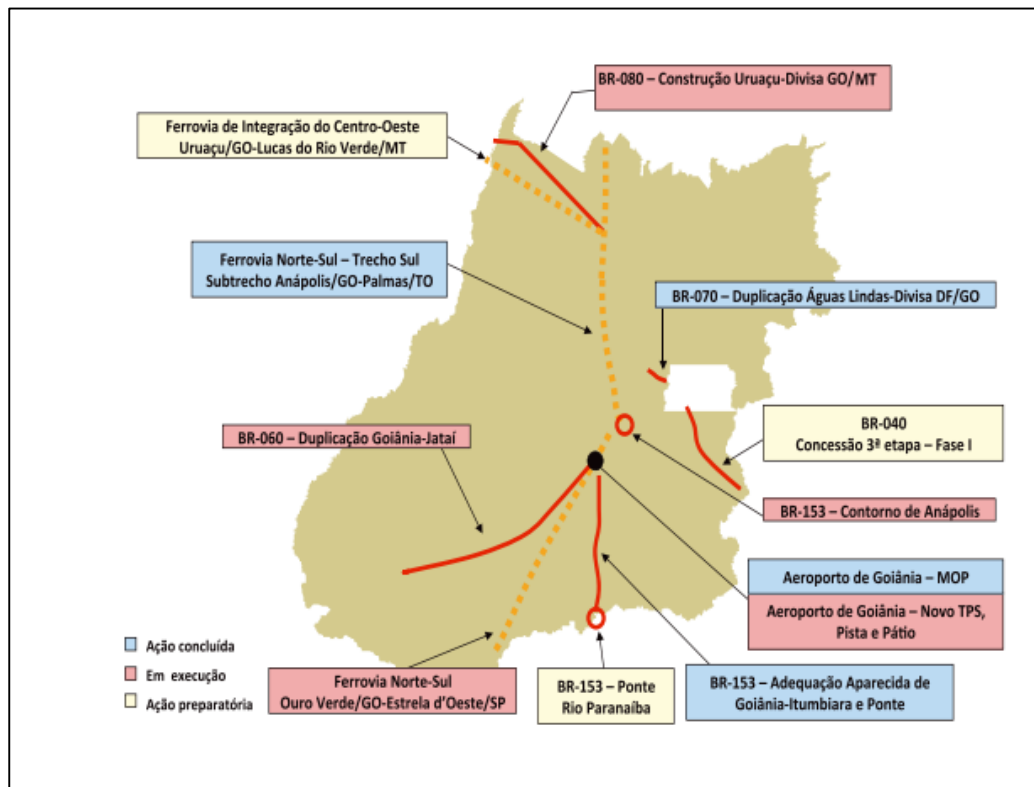 BR-080 – Construção Uruaçu-Divisa GO/MT
Ferrovia de Integração do Centro-Oeste
Uruaçu/GO-Lucas do Rio Verde/MT
Ferrovia Norte-Sul – Trecho Sul
Subtrecho Anápolis/GO-Palmas/TO
BR-070 – Duplicação Águas Lindas-Divisa DF/GO
BR-060 – Duplicação Goiânia-Jataí
BR-040
Concessão 3ª etapa – Fase I
BR-153 – Contorno de Anápolis
Aeroporto de Goiânia – MOP
Aeroporto de Goiânia – Novo TPS,
Pista e Pátio
Ação concluída
Em execução
Ação preparatória
Ferrovia Norte-Sul
Ouro Verde/GO-Estrela d’Oeste/SP
BR-153 – Ponte
Rio Paranaíba
BR-153 – Adequação Aparecida de
Goiânia-Itumbiara e Ponte